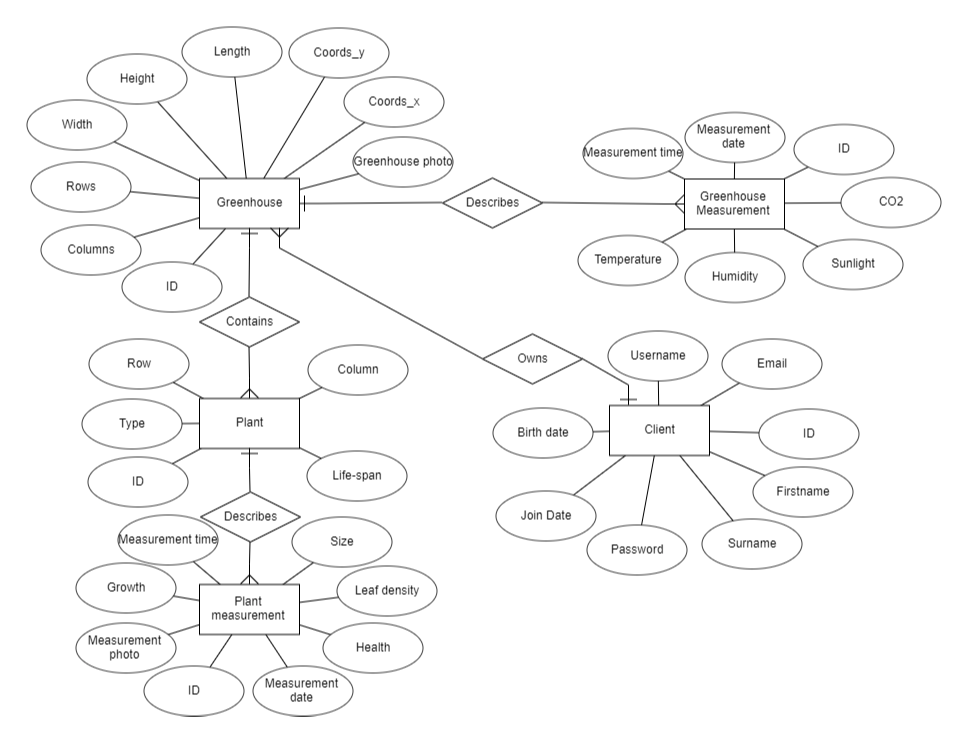 Length
Coords_y
Height
Coords_x
Width
Measurement
date
ID
Measurement time
Greenhouse photo
Rows
Greenhouse
Describes
Greenhouse
Measurement
CO2
Columns
Temperature
Sunlight
Humidity
ID
Contains
Username
Owns
Row
Column
Email
Type
Plant
Birth date
Client
ID
ID
Life-span
Firstname
Describes
Join Date
Measurement time
Size
Password
Surname
Growth
Leaf density
Plant
measurement
Measurement
photo
Health
ID
Measurement
date